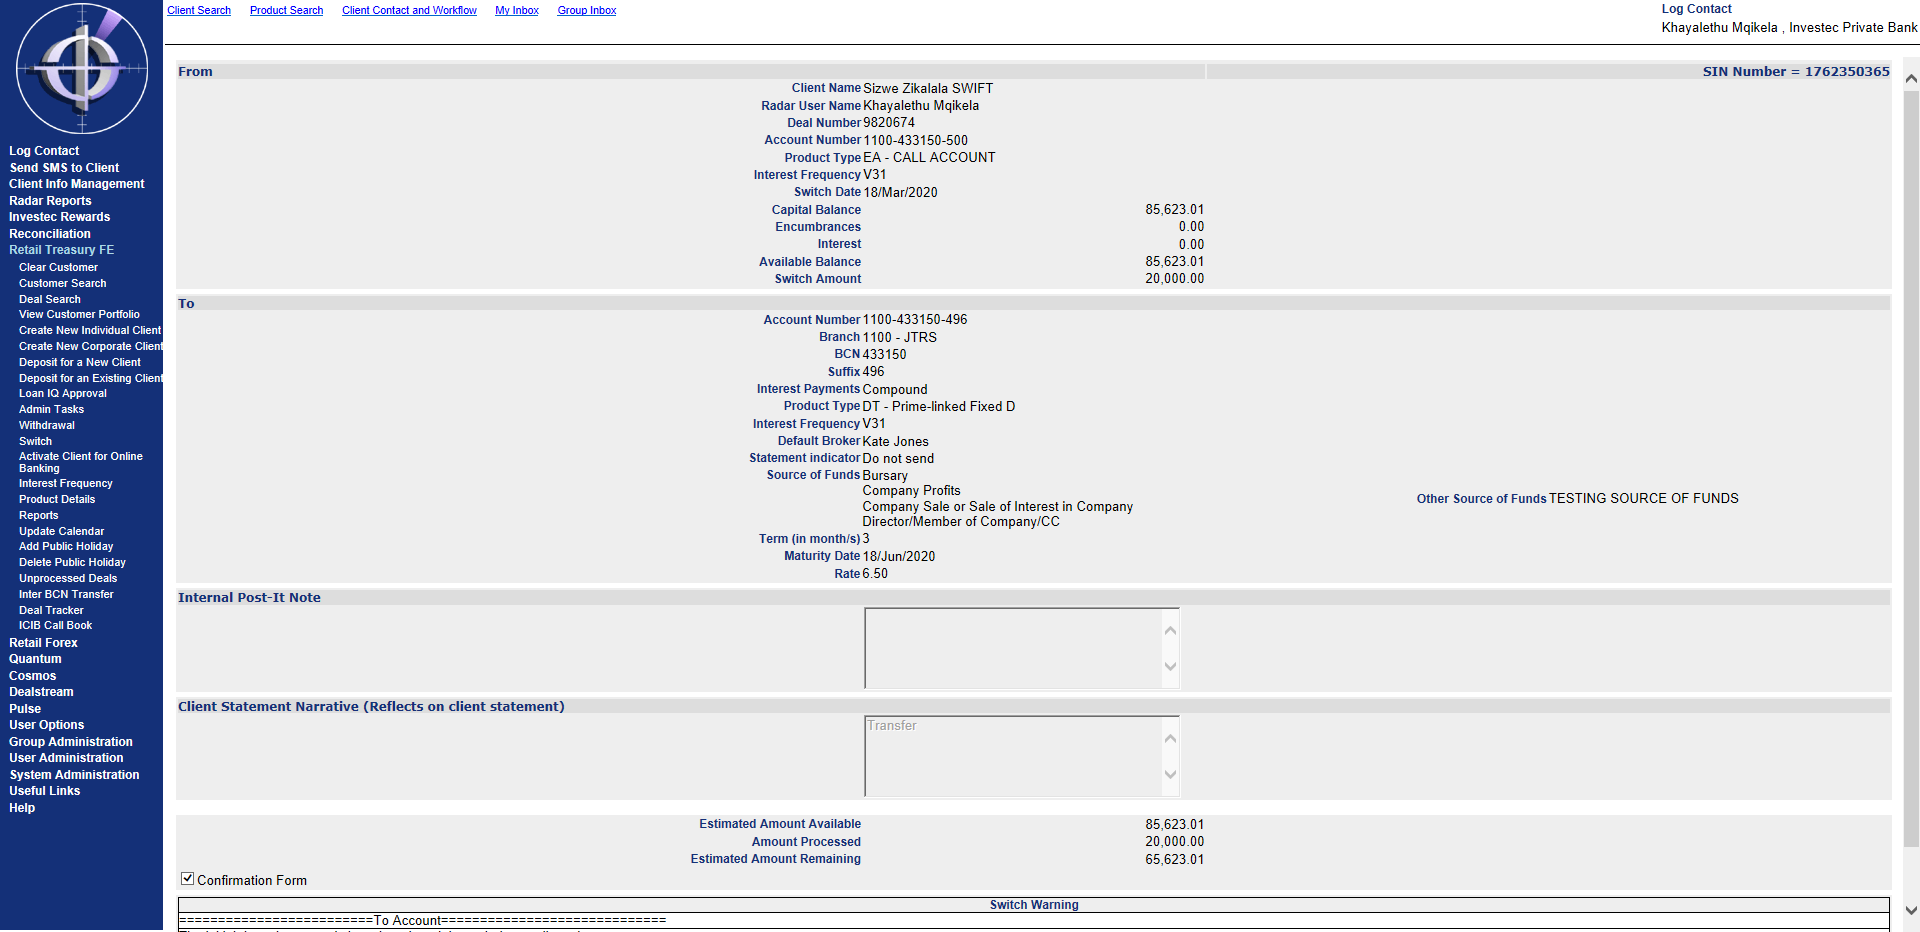 Client Search Product Search Client Contact and Workflow My Inbox Group Inbox
Log Contact
Khayalethu Mqikela , Investec Private Bank
Log Contact
Send SMS to Client
Client Info Management
Radar Reports
Investec Rewards
Reconciliation
Retail Treasury FE
Clear Customer
Customer Search
Deal Search
View Customer Portfolio
Create New Individual Client
Create New Corporate Client
Deposit for a New Client
Deposit for an Existing Client
Loan IQ Approval
Admin Tasks
Withdrawal
Switch
Activate Client for Online
Banking
Interest Frequency
Product Details
Reports
Update Calendar
Add Public Holiday
Delete Public Holiday
Unprocessed Deals
Inter BCN Transfer
Deal Tracker
ICIB Call Book
Retail Forex
Quantum
Cosmos
Dealstream
Pulse
User Options
Group Administration
User Administration
System Administration
Useful Links
Help
From SIN Number = 1762350365
Client Name Sizwe Zikalala SWIFT
Radar User Name Khayalethu Mqikela
Deal Number 9820674
Account Number 1100-433150-500
Product Type EA - CALL ACCOUNT
Interest Frequency V31
Switch Date 18/Mar/2020
Capital Balance 85,623.01
Encumbrances 0.00
Interest 0.00
Available Balance 85,623.01
Switch Amount 20,000.00
To
Account Number 1100-433150-496
Branch 1100 - JTRS
BCN 433150
Suffix 496
Interest Payments Compound
Product Type DT - Prime-linked Fixed D
Interest Frequency V31
Default Broker Kate Jones
Statement indicator Do not send
Source of Funds Bursary
Company Profits
Company Sale or Sale of Interest in Company
Director/Member of Company/CC
Other Source of Funds TESTING SOURCE OF FUNDS
Term (in month/s) 3
Maturity Date 18/Jun/2020
Rate 6.50
Internal Post-It Note
Client Statement Narrative (Reflects on client statement)
Transfer
Estimated Amount Available 85,623.01
Amount Processed 20,000.00
Estimated Amount Remaining 65,623.01
Confirmation Form
Switch Warning
=========================To Account=============================